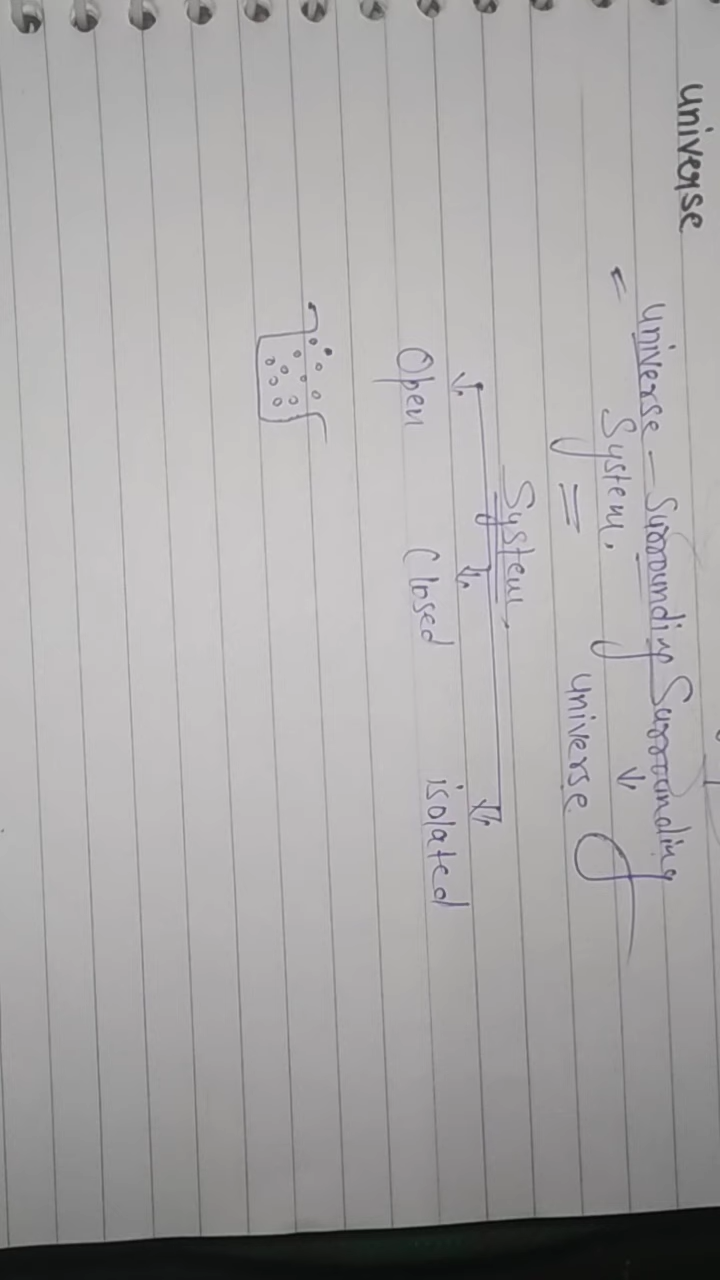 universe
universe - Surrounding Surrounding
= System,
= universe
System,
Open Closed isolated